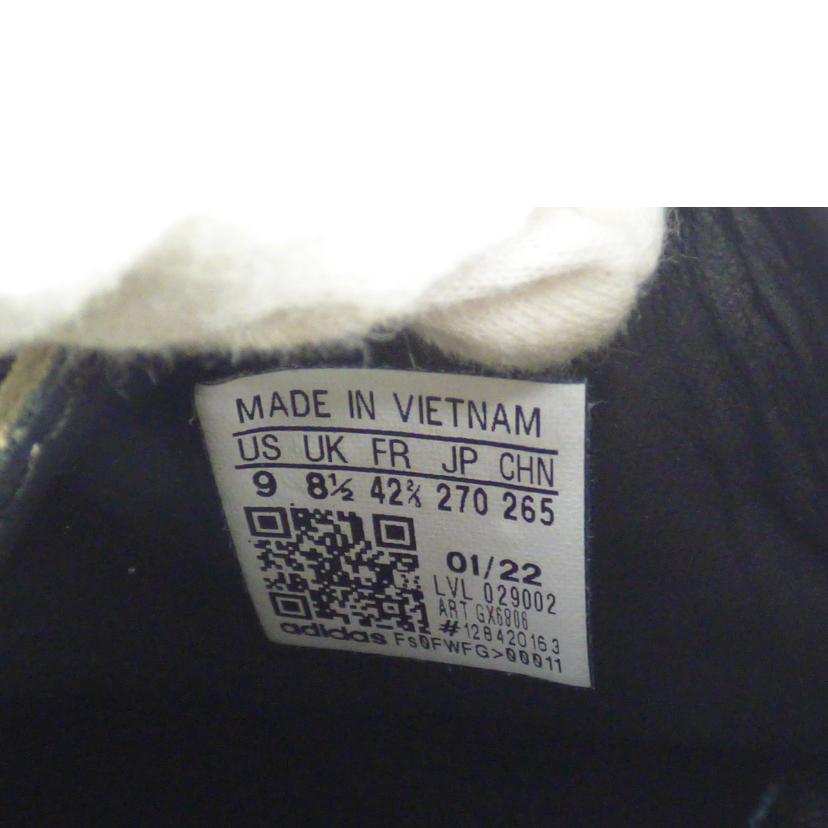 MADE IN VIETNAM
US UK FR JP CHN
9 8½ 42⅔ 270 265
01/22
LVL 029002
ART GX6806
#128420163
adidas Fs0FWFG>00011